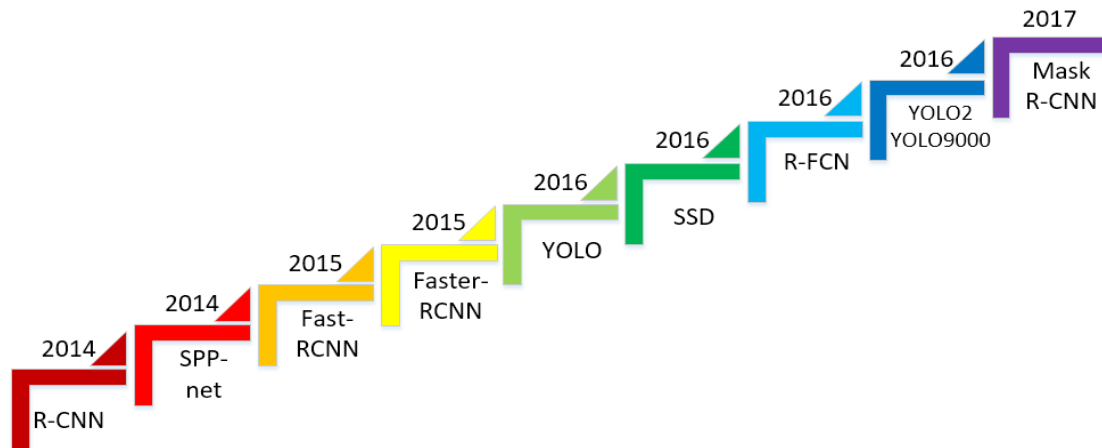 2014
R-CNN
2014
SPP-
net
2015
Fast-
RCNN
2015
Faster-
RCNN
2016
YOLO
2016
SSD
2016
R-FCN
2016
YOLO2
YOLO9000
2017
Mask
R-CNN